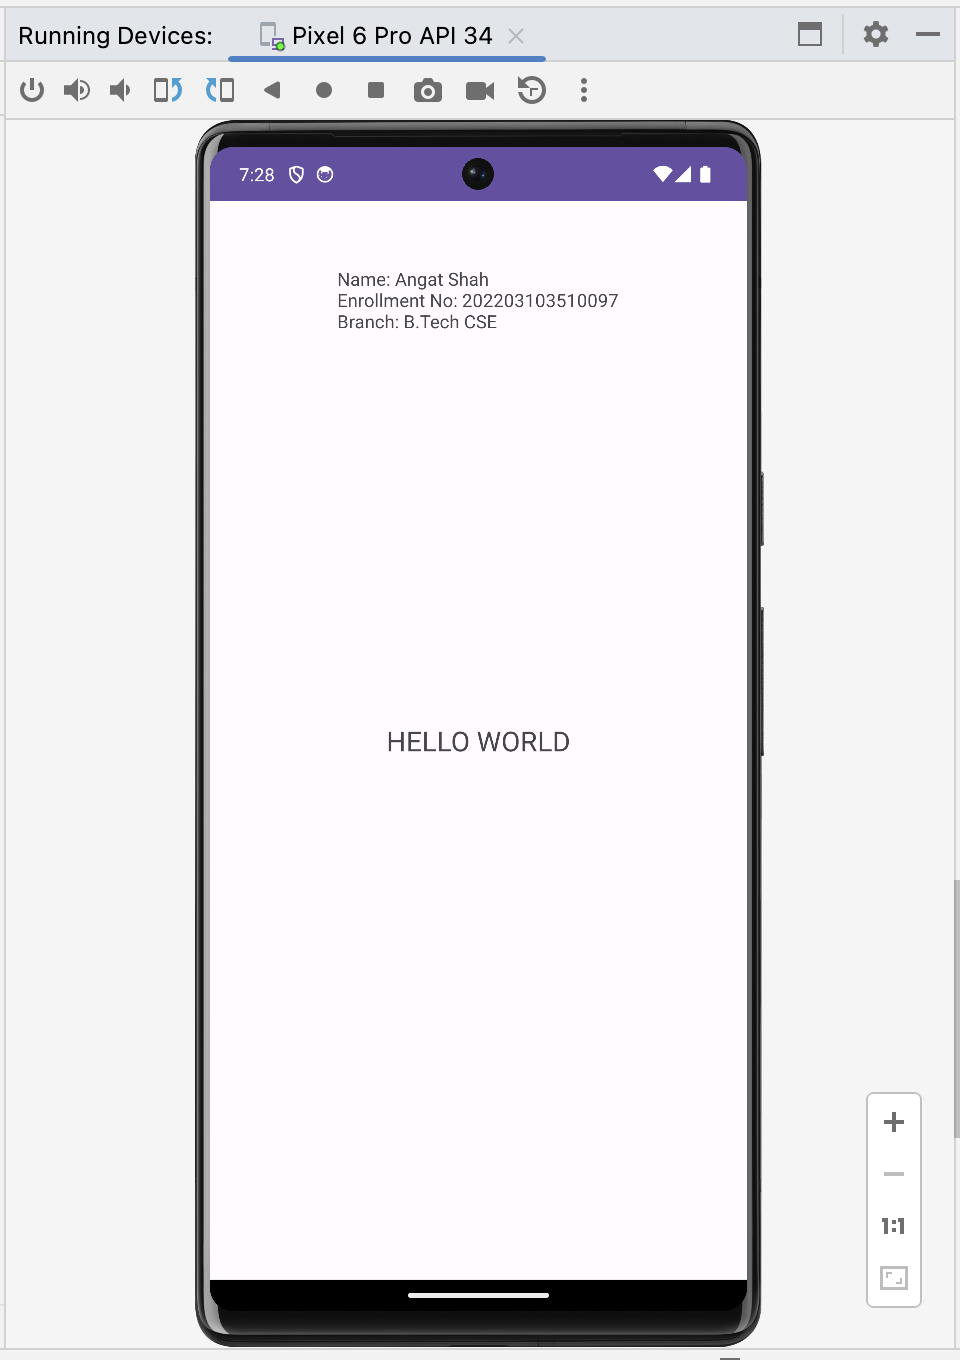 Running Devices: Pixel 6 Pro API 34
7:28
Name: Angat Shah
Enrollment No: 202203103510097
Branch: B.Tech CSE
HELLO WORLD
1:1